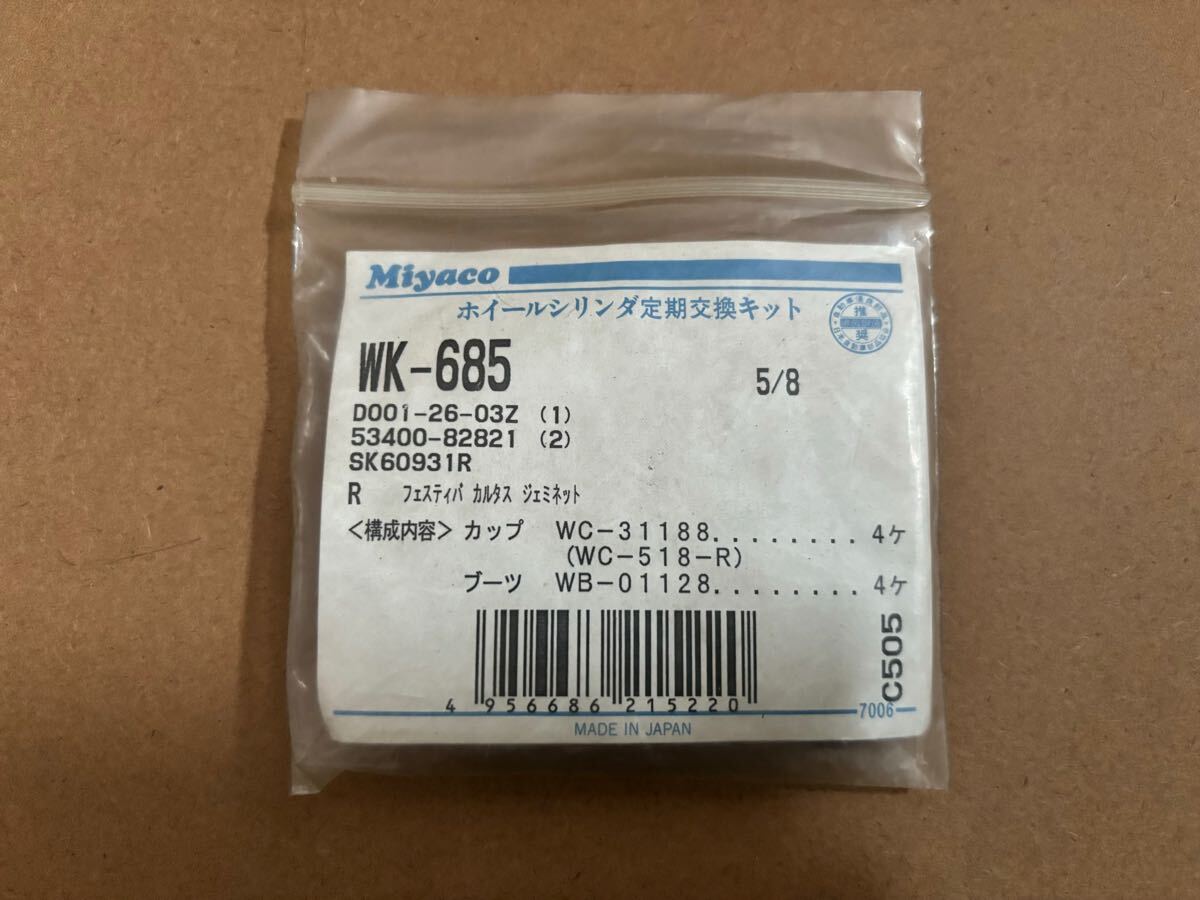 Miyaco
ホイールシリンダ定期交換キット
推奨
WK-685
5/8
D001-26-03Z (1)
53400-82821 (2)
SK60931R
R フェスティバ カルタス ジェミネット
<構成内容> カップ WC-31188........ 4ケ
(WC-518-R)
ブーツ WB-01128........ 4ケ
C505
4 956686 215220
7006
MADE IN JAPAN